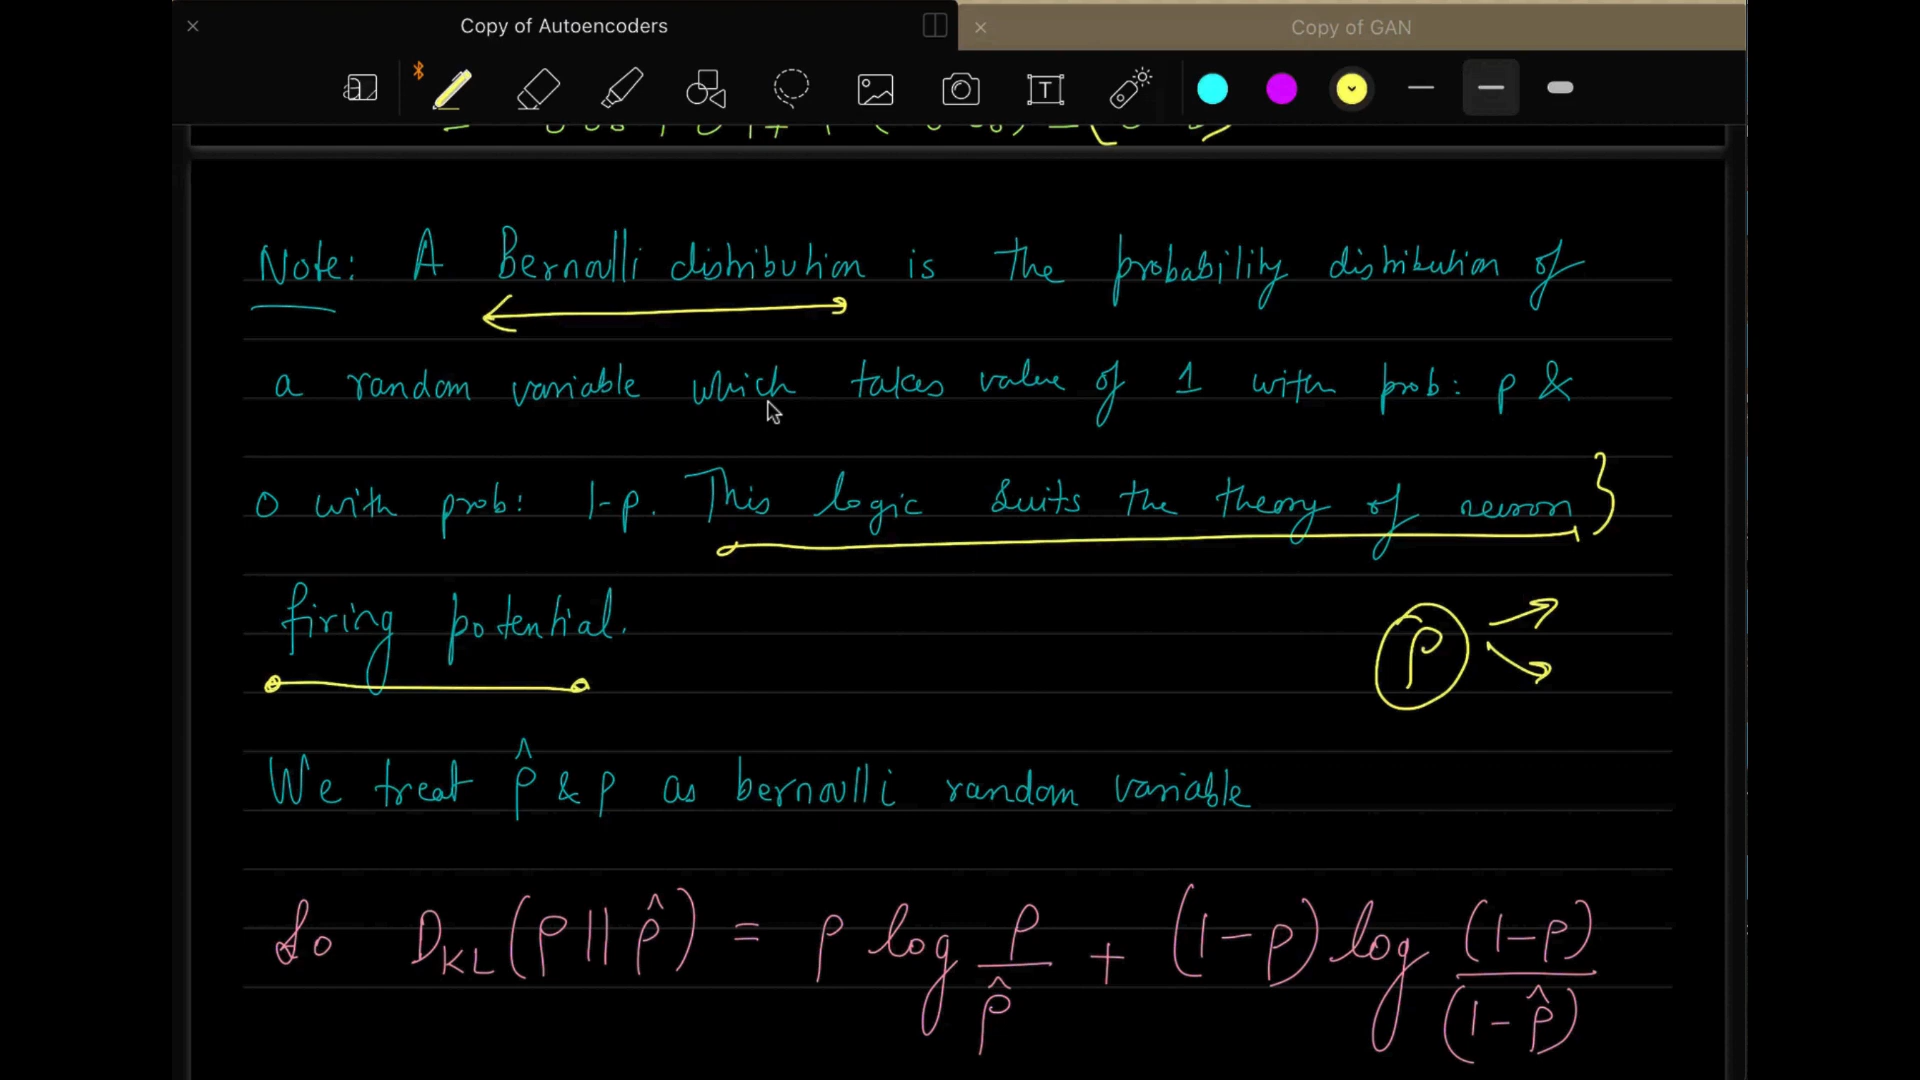 Copy of Autoencoders
Copy of GAN
T
Note: A Bernoulli distribution is the probability distribution of
a random variable which takes value of 1 with prob: p &
0 with prob: 1-p. This logic suits the theory of neuron }
firing potential.
ρ
We treat ρ̂ & ρ as bernoulli random variable
So D_KL(ρ || ρ̂) = ρ log ρ/ρ̂ + (1-ρ) log (1-ρ)/(1-ρ̂)